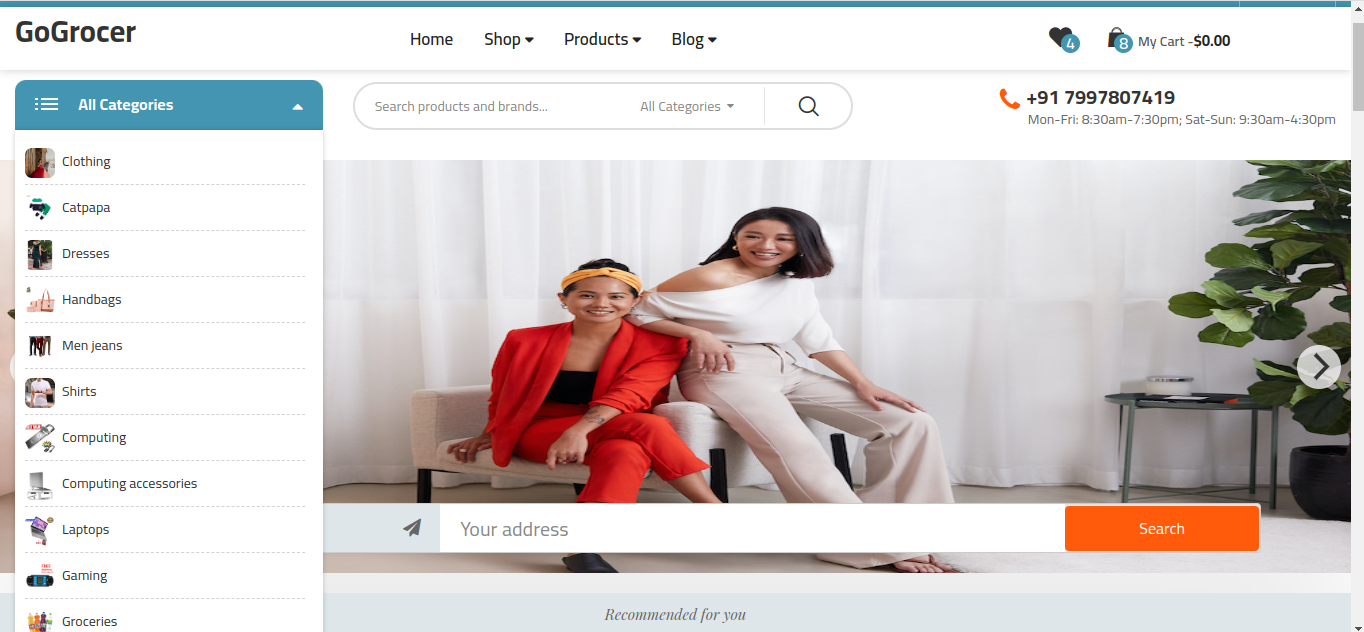 GoGrocer
Home Shop Products Blog
4
8 My Cart -$0.00
All Categories
Search products and brands... All Categories
+91 7997807419
Mon-Fri: 8:30am-7:30pm; Sat-Sun: 9:30am-4:30pm
Clothing
Catpapa
Dresses
Handbags
Men jeans
Shirts
Computing
Computing accessories
Laptops
Gaming
Groceries
Your address
Search
Recommended for you